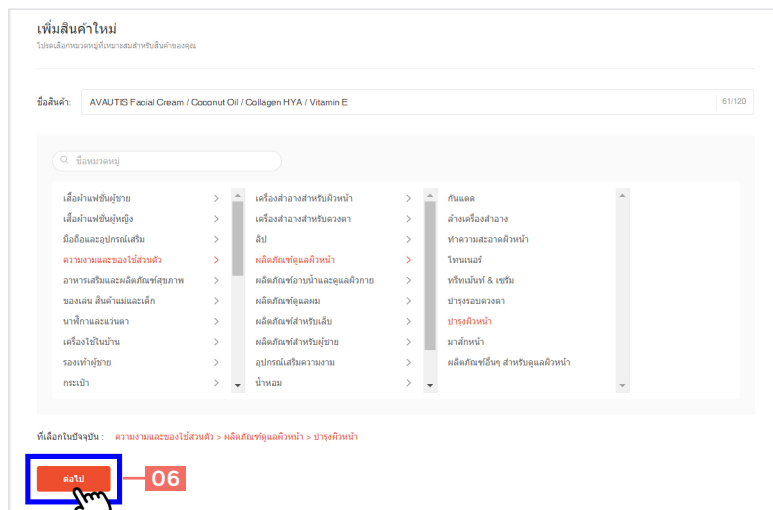 เพิ่มสินค้าใหม่
โปรดเลือกหมวดหมู่ที่เหมาะสมสำหรับสินค้าของคุณ
ชื่อสินค้า: AVAUTIS Facial Cream / Coconut Oil / Collagen HYA / Vitamin E 61/120
ชื่อหมวดหมู่
เสื้อผ้าแฟชั่นผู้ชาย > เครื่องสำอางสำหรับผิวหน้า > กันแดด
เสื้อผ้าแฟชั่นผู้หญิง > เครื่องสำอางสำหรับดวงตา > ล้างเครื่องสำอาง
มือถือและอุปกรณ์เสริม > ลิป > ทำความสะอาดผิวหน้า
ความงามและของใช้ส่วนตัว > ผลิตภัณฑ์ดูแลผิวหน้า > โทนเนอร์
อาหารเสริมและผลิตภัณฑ์สุขภาพ > ผลิตภัณฑ์อาบน้ำและดูแลผิวกาย > ทรีทเม้นท์ & เซรั่ม
ของเล่น สินค้าแม่และเด็ก > ผลิตภัณฑ์ดูแลผม > บำรุงรอบดวงตา
นาฬิกาและแว่นตา > ผลิตภัณฑ์สำหรับเล็บ > บำรุงผิวหน้า
เครื่องใช้ในบ้าน > ผลิตภัณฑ์สำหรับผู้ชาย > มาส์กหน้า
รองเท้าผู้ชาย > อุปกรณ์เสริมความงาม > ผลิตภัณฑ์อื่นๆ สำหรับดูแลผิวหน้า
กระเป๋า > น้ำหอม >
ที่เลือกในปัจจุบัน : ความงามและของใช้ส่วนตัว > ผลิตภัณฑ์ดูแลผิวหน้า > บำรุงผิวหน้า
ต่อไป 06